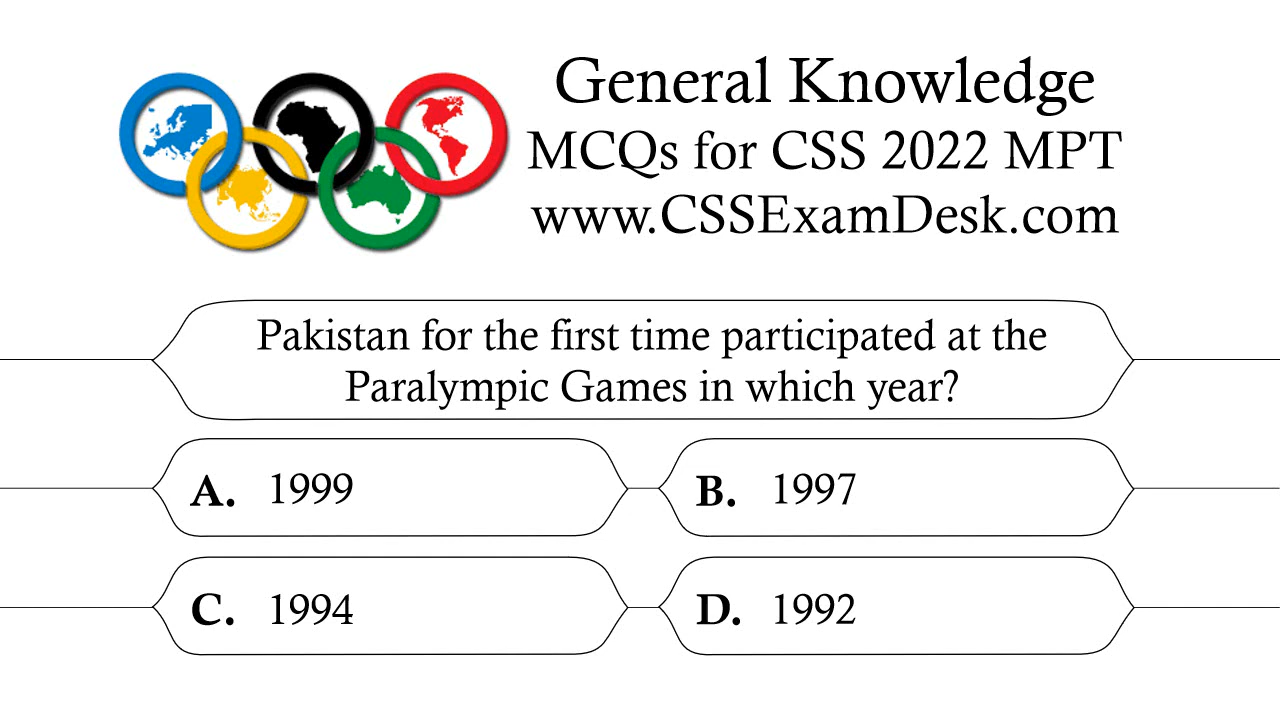 General Knowledge
MCQs for CSS 2022 MPT
www.CSSExamDesk.com
Pakistan for the first time participated at the
Paralympic Games in which year?
A. 1999
B. 1997
C. 1994
D. 1992